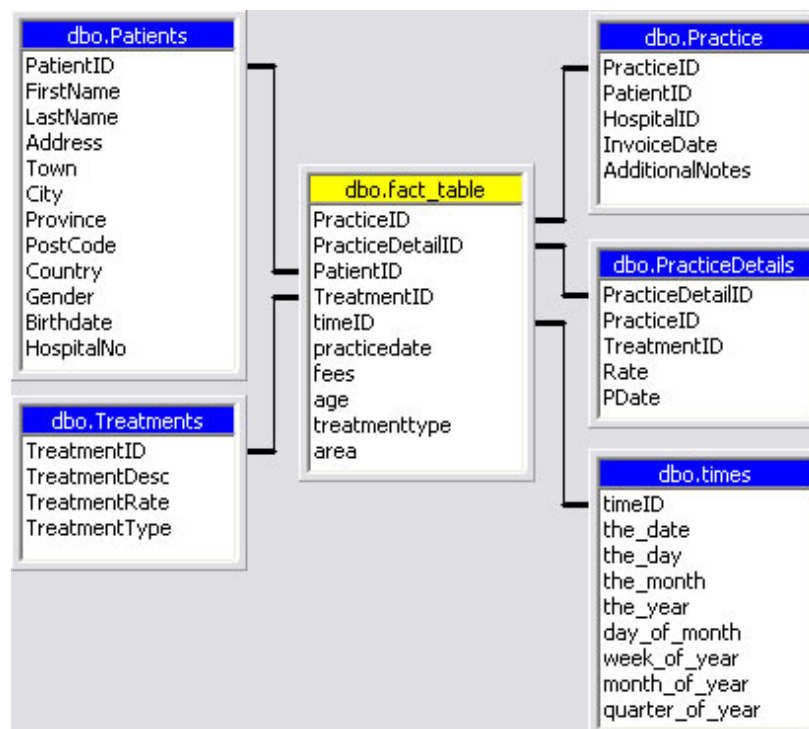 dbo.Patients
PatientID
FirstName
LastName
Address
Town
City
Province
PostCode
Country
Gender
Birthdate
HospitalNo
dbo.Treatments
TreatmentID
TreatmentDesc
TreatmentRate
TreatmentType
dbo.fact_table
PracticeID
PracticeDetailID
PatientID
TreatmentID
timeID
practicedate
fees
age
treatmenttype
area
dbo.Practice
PracticeID
PatientID
HospitalID
InvoiceDate
AdditionalNotes
dbo.PracticeDetails
PracticeDetailID
PracticeID
TreatmentID
Rate
PDate
dbo.times
timeID
the_date
the_day
the_month
the_year
day_of_month
week_of_year
month_of_year
quarter_of_year